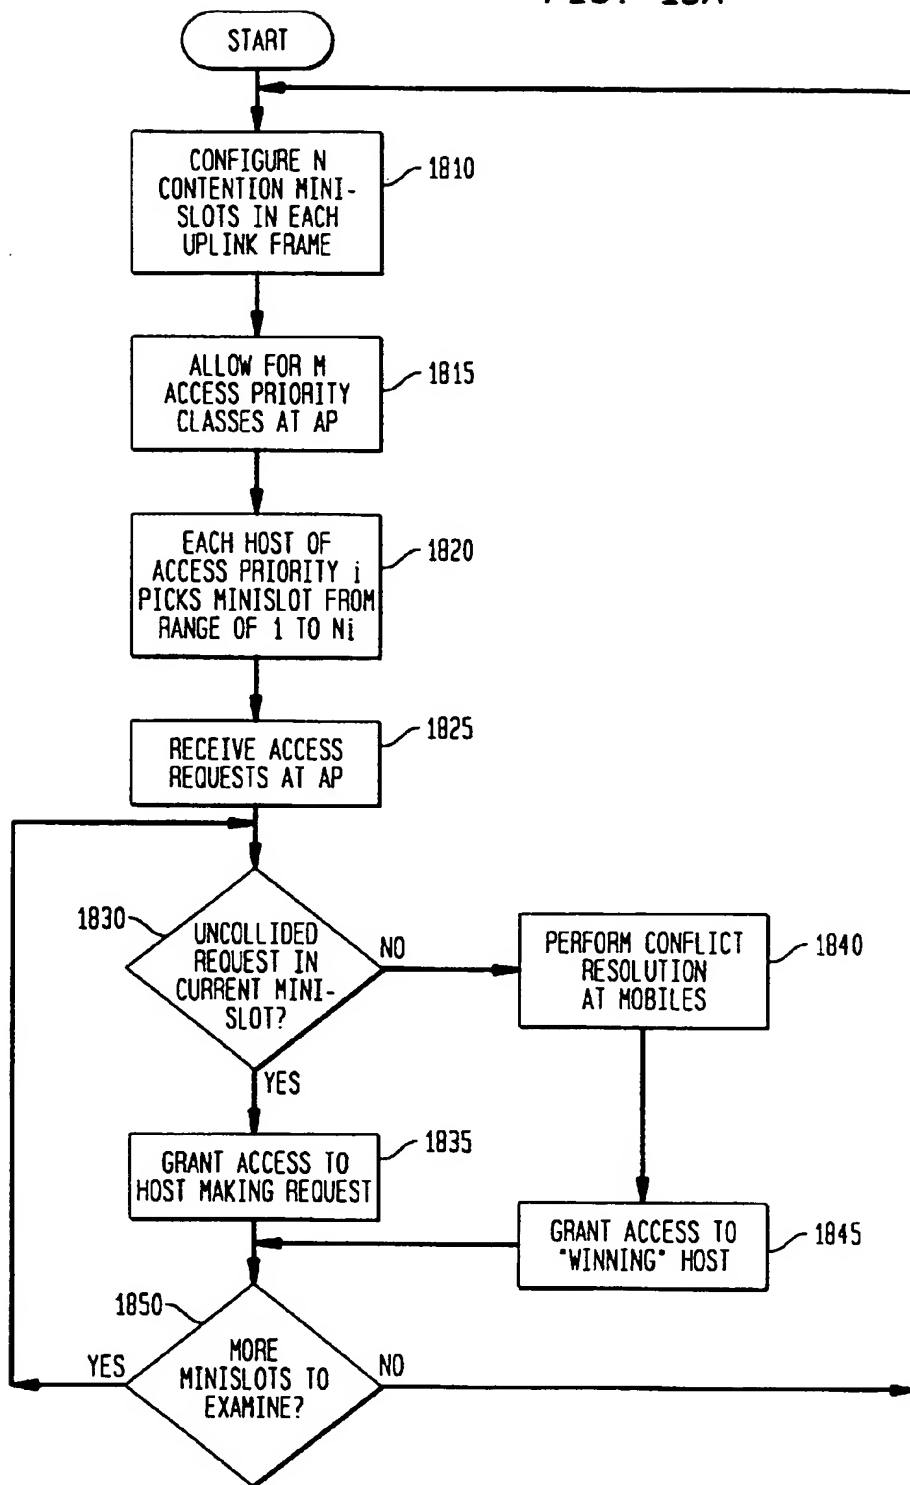 START
CONFIGURE N
CONTENTION MINI-
SLOTS IN EACH
UPLINK FRAME
1810
ALLOW FOR M
ACCESS PRIORITY
CLASSES AT AP
1815
EACH HOST OF
ACCESS PRIORITY i
PICKS MINISLOT FROM
RANGE OF 1 TO Ni
1820
RECEIVE ACCESS
REQUESTS AT AP
1825
1830
UNCOLLIDED
REQUEST IN
CURRENT MINI-
SLOT?
NO
YES
PERFORM CONFLICT
RESOLUTION
AT MOBILES
1840
GRANT ACCESS TO
HOST MAKING REQUEST
1835
GRANT ACCESS TO
"WINNING" HOST
1845
1850
MORE
MINISLOTS TO
EXAMINE?
YES
NO